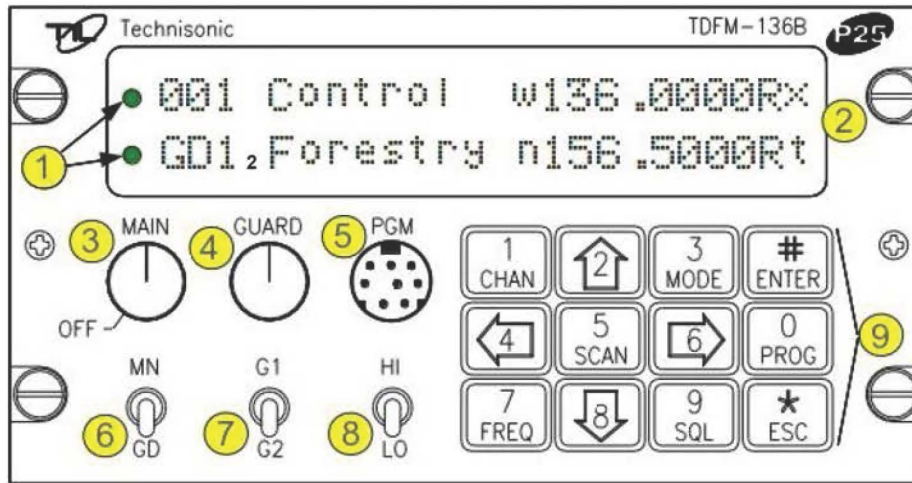 TIL Technisonic TDFM-136B P25
001 Control w136.0000Rx
GD1₂Forestry n156.5000Rt
1
2
3 MAIN 4 GUARD 5 PGM
OFF
MN G1 HI
6 GD 7 G2 8 LO
1 2 3 #
CHAN MODE ENTER
4 5 6 0
SCAN PROG
7 8 9 *
FREQ SQL ESC
9